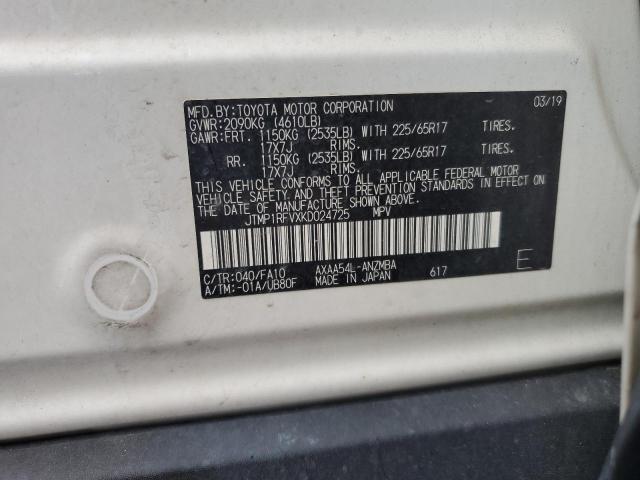 MFD. BY: TOYOTA MOTOR CORPORATION 03/19
GVWR: 2090KG (4610LB)
GAWR: FRT. 1150KG (2535LB) WITH 225/65R17 TIRES.
17X7J RIMS.
RR. 1150KG (2535LB) WITH 225/65R17 TIRES.
17X7J RIMS.
THIS VEHICLE CONFORMS TO ALL APPLICABLE FEDERAL MOTOR
VEHICLE SAFETY AND THEFT PREVENTION STANDARDS IN EFFECT ON
THE DATE OF MANUFACTURE SHOWN ABOVE.
JTMP1RFVXKD024725 MPV
C/TR: 040/FA10 AXAA54L-ANZMBA 617 E
A/TM: -01A/UB80F MADE IN JAPAN